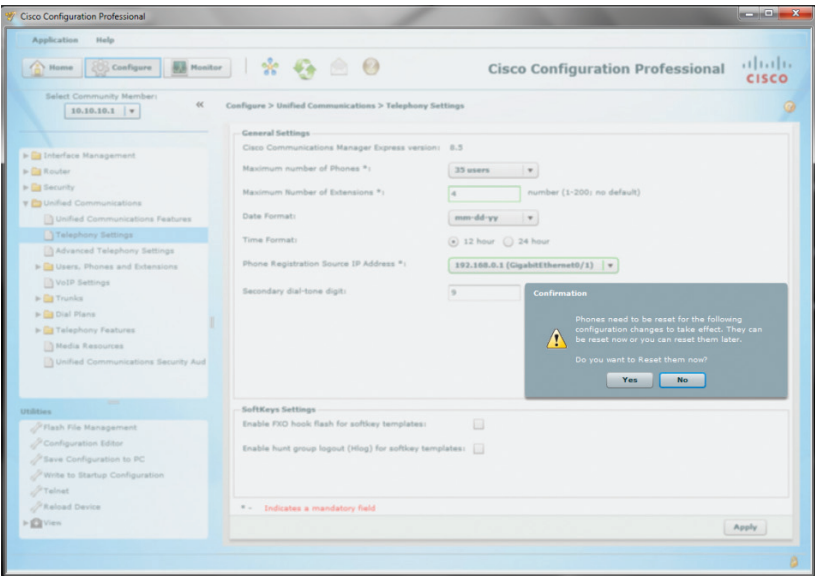 Cisco Configuration Professional
Application Help
Home Configure Monitor
Cisco Configuration Professional
CISCO
Select Community Member:
10.10.10.1
«
Configure > Unified Communications > Telephony Settings
Interface Management
Router
Security
Unified Communications
Unified Communications Features
Telephony Settings
Advanced Telephony Settings
Users, Phones and Extensions
VoIP Settings
Trunks
Dial Plans
Telephony Features
Media Resources
Unified Communications Security Aud
Utilities
Flash File Management
Configuration Editor
Save Configuration to PC
Write to Startup Configuration
Telnet
Reload Device
View
General Settings
Cisco Communications Manager Express version: 8.5
Maximum number of Phones *: 35 users
Maximum Number of Extensions *: 4 number (1-200; no default)
Date Format: mm-dd-yy
Time Format: 12 hour 24 hour
Phone Registration Source IP Address *: 192.168.0.1 (GigabitEthernet0/1)
Secondary dial-tone digit: 9
Confirmation
Phones need to be reset for the following
configuration changes to take effect. They can
be reset now or you can reset them later.
Do you want to Reset them now?
Yes No
SoftKeys Settings
Enable FXO hook flash for softkey templates:
Enable hunt group logout (Hlog) for softkey templates:
* - Indicates a mandatory field
Apply